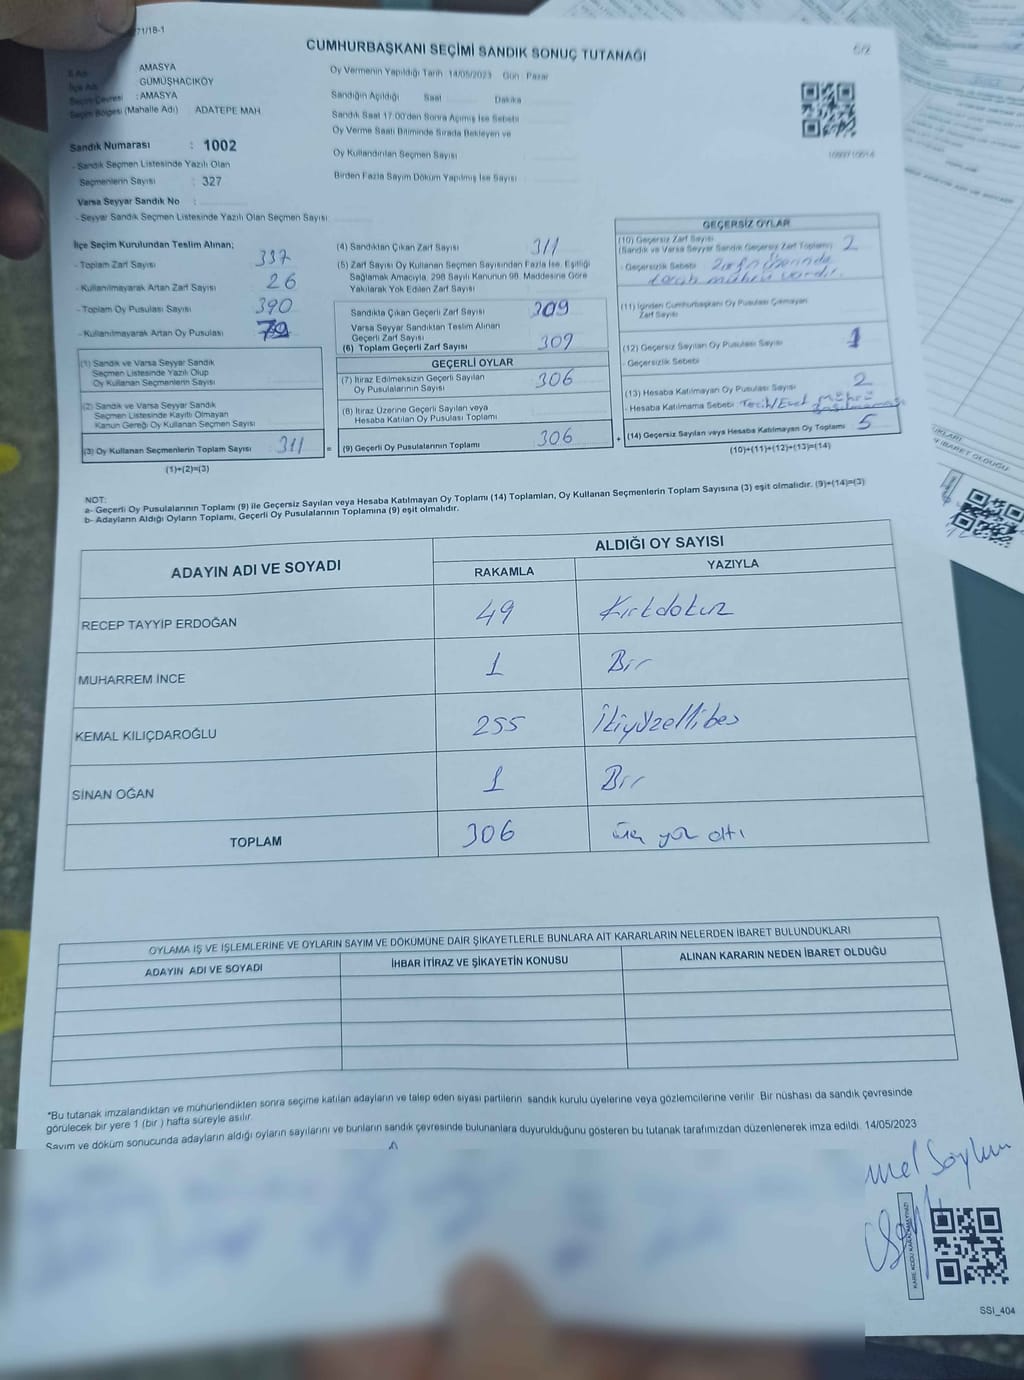 71/18-1
CUMHURBAŞKANI SEÇİMİ SANDIK SONUÇ TUTANAĞI
İl Adı
AMASYA
İlçe Adı
GÜMÜŞHACIKÖY
Seçim Çevresi : AMASYA
Seçim Bölgesi (Mahalle Adı) : ADATEPE MAH
Oy Vermenin Yapıldığı Tarih 14/05/2023 Gün Pazar
Sandığın Açıldığı Saat Dakika
Sandık Saat 17.00'den Sonra Açılmış İse Sebebi
Oy Verme Saati Bitiminde Sırada Bekleyen ve
Oy Kullandırılan Seçmen Sayısı
Birden Fazla Sayım Döküm Yapılmış İse Sayısı
Sandık Numarası : 1002
- Sandık Seçmen Listesinde Yazılı Olan
Seçmenlerin Sayısı : 327
Varsa Seyyar Sandık No :
- Seyyar Sandık Seçmen Listesinde Yazılı Olan Seçmen Sayısı
İlçe Seçim Kurulundan Teslim Alınan;
- Toplam Zarf Sayısı 337
- Kullanılmayarak Artan Zarf Sayısı 26
- Toplam Oy Pusulası Sayısı 390
- Kullanılmayarak Artan Oy Pusulası 79
(1) Sandık ve Varsa Seyyar Sandık
Seçmen Listesinde Yazılı Olup
Oy Kullanan Seçmenlerin Sayısı
(2) Sandık ve Varsa Seyyar Sandık
Seçmen Listesinde Kayıtlı Olmayan
Kanun Gereği Oy Kullanan Seçmen Sayısı
(3) Oy Kullanan Seçmenlerin Toplam Sayısı 311 =
(1)+(2)=(3)
(4) Sandıktan Çıkan Zarf Sayısı 311
(5) Zarf Sayısı Oy Kullanan Seçmen Sayısından Fazla İse, Eşitliği
Sağlamak Amacıyla, 298 Sayılı Kanunun 98. Maddesine Göre
Yakılarak Yok Edilen Zarf Sayısı
Sandıkta Çıkan Geçerli Zarf Sayısı 309
Varsa Seyyar Sandıktan Teslim Alınan
Geçerli Zarf Sayısı
(6) Toplam Geçerli Zarf Sayısı 309
GEÇERLİ OYLAR
(7) İtiraz Edilmeksizin Geçerli Sayılan
Oy Pusulalarının Sayısı 306
(8) İtiraz Üzerine Geçerli Sayılan veya
Hesaba Katılan Oy Pusulası Toplamı
(9) Geçerli Oy Pusulalarının Toplamı 306 +
GEÇERSİZ OYLAR
(10) Geçersiz Zarf Sayısı
(Sandık ve Varsa Seyyar Sandık Geçersiz Zarf Toplamı) 2
- Geçersizlik Sebebi Zarfın üzerinde
tercih mührü vardır.
(11) İçinden Cumhurbaşkanı Oy Pusulası Çıkmayan
Zarf Sayısı
(12) Geçersiz Sayılan Oy Pusulası Sayısı 1
- Geçersizlik Sebebi
(13) Hesaba Katılmayan Oy Pusulası Sayısı 2
- Hesaba Katılmama Sebebi Tercih/Evet mührü
(14) Geçersiz Sayılan veya Hesaba Katılmayan Oy Toplamı 5
(10)+(11)+(12)+(13)=(14)
NOT:
a- Geçerli Oy Pusulalarının Toplamı (9) ile Geçersiz Sayılan veya Hesaba Katılmayan Oy Toplamı (14) Toplamları, Oy Kullanan Seçmenlerin Toplam Sayısına (3) eşit olmalıdır. (9)+(14)=(3)
b- Adayların Aldığı Oyların Toplamı, Geçerli Oy Pusulalarının Toplamına (9) eşit olmalıdır.
ADAYIN ADI VE SOYADI
ALDIĞI OY SAYISI
RAKAMLA YAZIYLA
RECEP TAYYİP ERDOĞAN 49 Kırkdokuz
MUHARREM İNCE 1 Bir
KEMAL KILIÇDAROĞLU 255 İkiyüzellibeş
SİNAN OĞAN 1 Bir
TOPLAM 306 üç yüz altı
OYLAMA İŞ VE İŞLEMLERİNE VE OYLARIN SAYIM VE DÖKÜMÜNE DAİR ŞİKAYETLERLE BUNLARA AİT KARARLARIN NELERDEN İBARET BULUNDUKLARI
ADAYIN ADI VE SOYADI İHBAR İTİRAZ VE ŞİKAYETİN KONUSU ALINAN KARARIN NEDEN İBARET OLDUĞU
*Bu tutanak imzalandıktan ve mühürlendikten sonra seçime katılan adayların ve talep eden siyasi partilerin sandık kurulu üyelerine veya gözlemcilerine verilir. Bir nüshası da sandık çevresinde
görülecek bir yere 1 (bir ) hafta süreyle asılır.
Sayım ve döküm sonucunda adayların aldığı oyların sayılarını ve bunların sandık çevresinde bulunanlara duyurulduğunu gösteren bu tutanak tarafımızdan düzenlenerek imza edildi. 14/05/2023
SSI_404